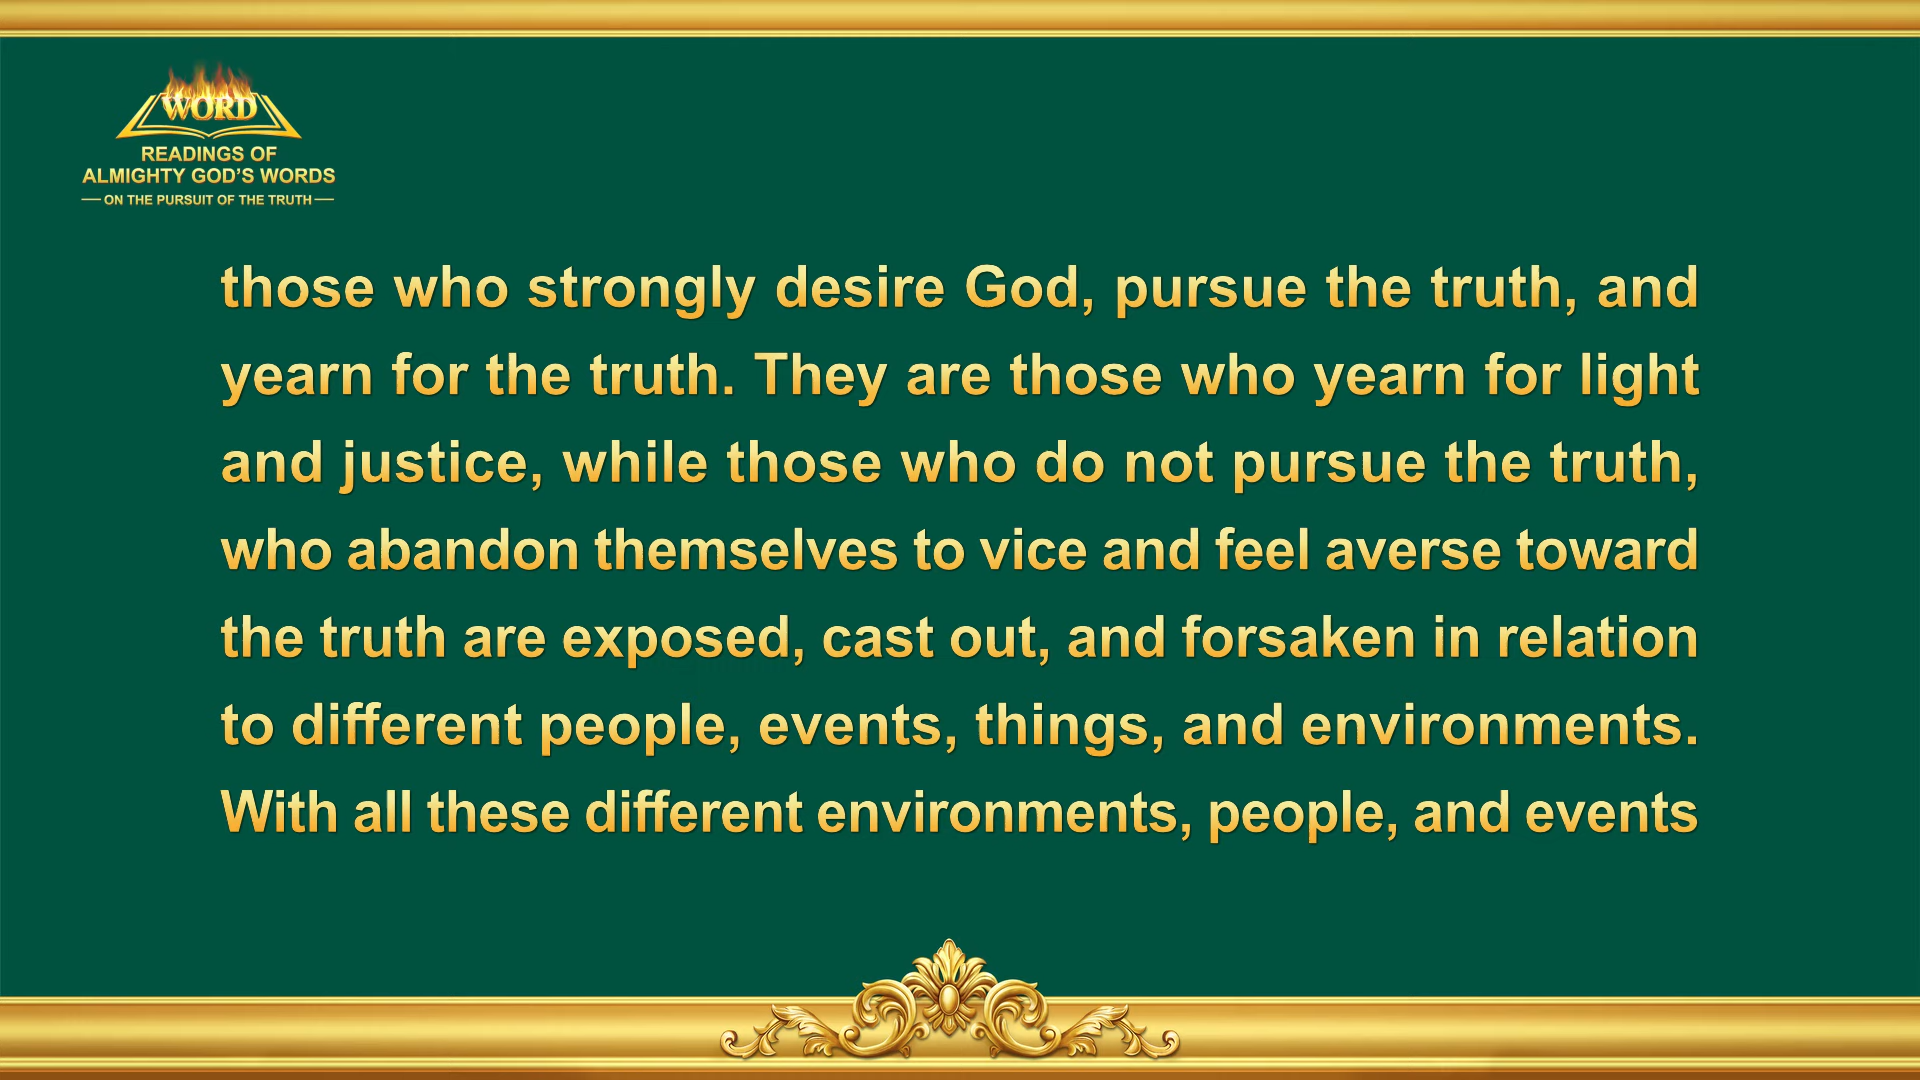 WORD
READINGS OF
ALMIGHTY GOD'S WORDS
— ON THE PURSUIT OF THE TRUTH —
those who strongly desire God, pursue the truth, and
yearn for the truth. They are those who yearn for light
and justice, while those who do not pursue the truth,
who abandon themselves to vice and feel averse toward
the truth are exposed, cast out, and forsaken in relation
to different people, events, things, and environments.
With all these different environments, people, and events